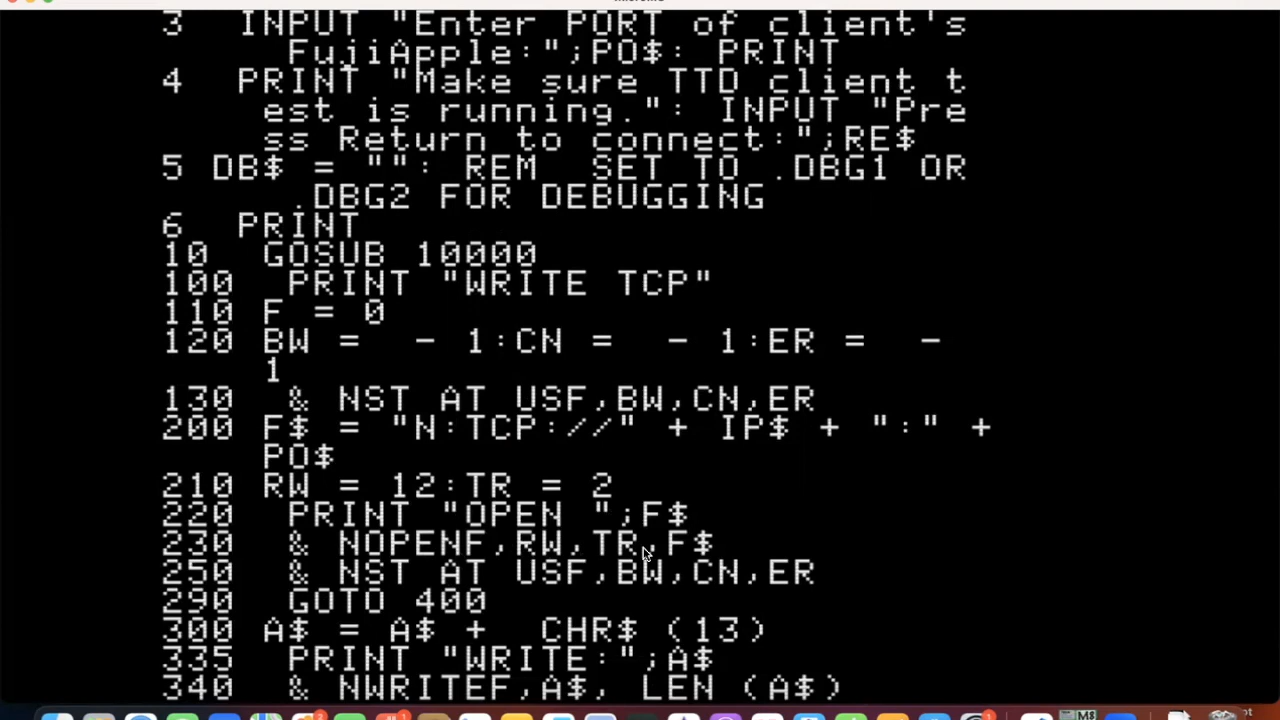 3  INPUT "Enter PORT of client's
FujiApple:";PO$: PRINT
4  PRINT "Make sure TTD client t
est is running.": INPUT "Pre
ss Return to connect:";RE$
5 DB$ = "": REM  SET TO .DBG1 OR
.DBG2 FOR DEBUGGING
6  PRINT
10  GOSUB 10000
100  PRINT "WRITE TCP"
110 F = 0
120 BW =  - 1:CN =  - 1:ER =  -
1
130  & NST AT USF,BW,CN,ER
200 F$ = "N:TCP://" + IP$ + ":" +
PO$
210 RW = 12:TR = 2
220  PRINT "OPEN ";F$
230  & NOPENF,RW,TR,F$
250  & NST AT USF,BW,CN,ER
290  GOTO 400
300 A$ = A$ +  CHR$ (13)
335  PRINT "WRITE:";A$
340  & NWRITEF,A$, LEN (A$)